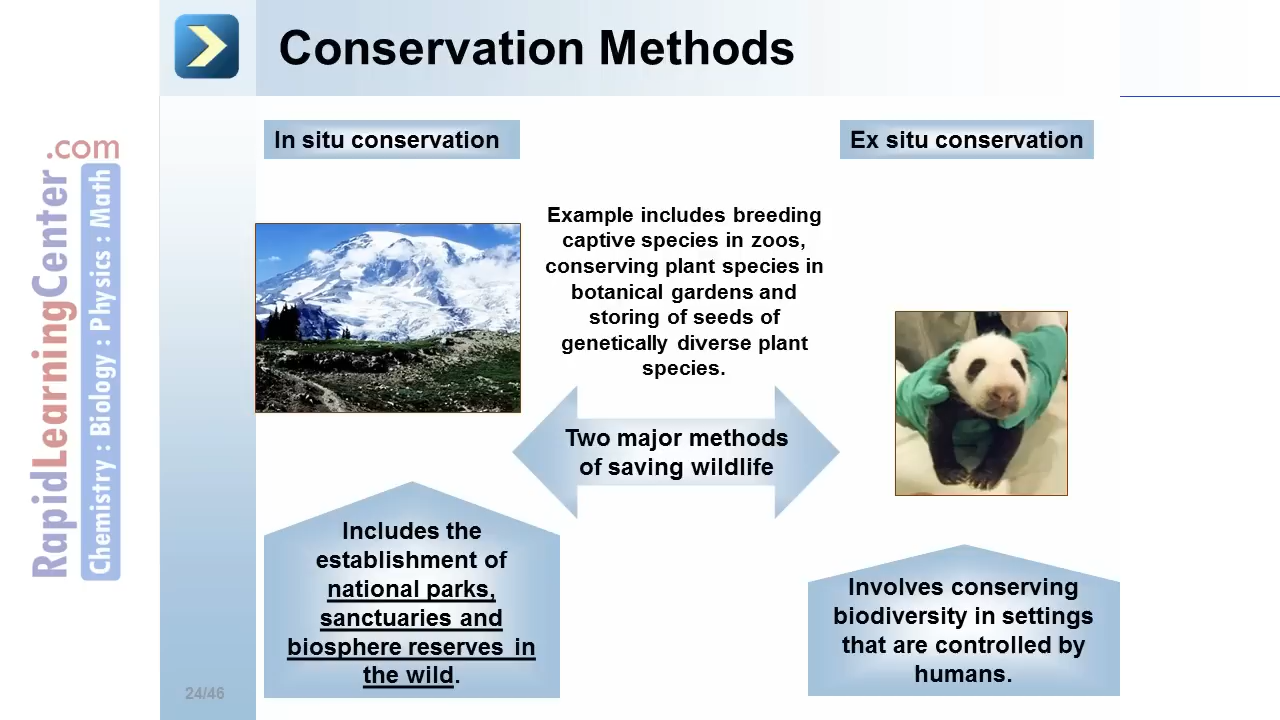 Conservation Methods
In situ conservation
Ex situ conservation
Example includes breeding
captive species in zoos,
conserving plant species in
botanical gardens and
storing of seeds of
genetically diverse plant
species.
Two major methods
of saving wildlife
Includes the
establishment of
national parks,
sanctuaries and
biosphere reserves in
the wild.
Involves conserving
biodiversity in settings
that are controlled by
humans.
RapidLearningCenter
.com
Chemistry : Biology : Physics : Math
24/46